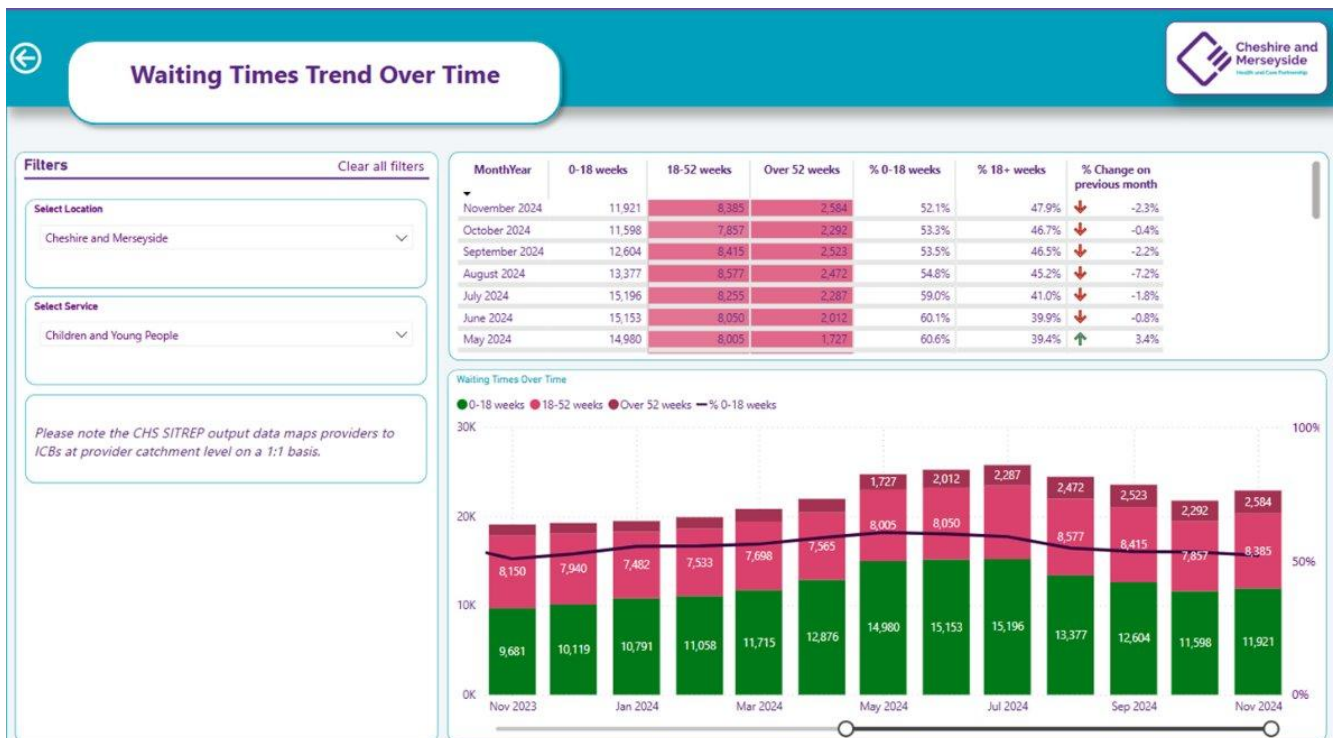 Waiting Times Trend Over Time
Cheshire and
Merseyside
Health and Care Partnership
Filters
Clear all filters
Select Location
Cheshire and Merseyside
Select Service
Children and Young People
Please note the CHS SITREP output data maps providers to
ICBs at provider catchment level on a 1:1 basis.
MonthYear 0-18 weeks 18-52 weeks Over 52 weeks % 0-18 weeks % 18+ weeks % Change on
previous month
November 2024 11,921 8,385 2,584 52.1% 47.9% -2.3%
October 2024 11,598 7,857 2,292 53.3% 46.7% -0.4%
September 2024 12,604 8,415 2,523 53.5% 46.5% -2.2%
August 2024 13,377 8,577 2,472 54.8% 45.2% -7.2%
July 2024 15,196 8,255 2,287 59.0% 41.0% -1.8%
June 2024 15,153 8,050 2,012 60.1% 39.9% -0.8%
May 2024 14,980 8,005 1,727 60.6% 39.4% 3.4%
Waiting Times Over Time
0-18 weeks 18-52 weeks Over 52 weeks % 0-18 weeks
30K 100%
1,727 2,012 2,287 2,472 2,523 2,292 2,584
20K
8,150 7,940 7,482 7,533 7,698 7,565 8,005 8,050 8,577 8,415 7,857 8,385
50%
10K
9,681 10,119 10,791 11,058 11,715 12,876 14,980 15,153 15,196 13,377 12,604 11,598 11,921
0K 0%
Nov 2023 Jan 2024 Mar 2024 May 2024 Jul 2024 Sep 2024 Nov 2024